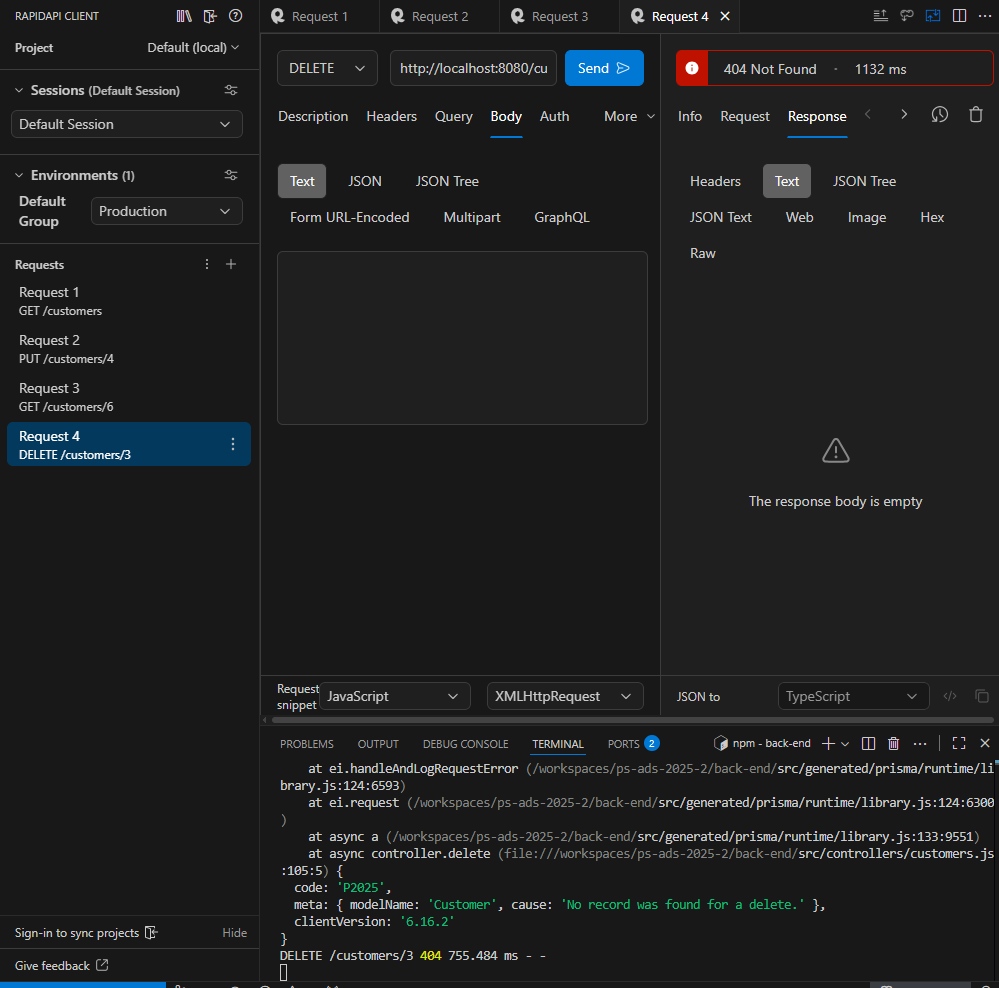 RAPIDAPI CLIENT
Project
Default (local)
Sessions (Default Session)
Default Session
Environments (1)
Default Group
Production
Requests
Request 1
GET /customers
Request 2
PUT /customers/4
Request 3
GET /customers/6
Request 4
DELETE /customers/3
Sign-in to sync projects
Hide
Give feedback
Request 1
Request 2
Request 3
Request 4
DELETE
http://localhost:8080/cu
Send
Description
Headers
Query
Body
Auth
More
Text
JSON
JSON Tree
Form URL-Encoded
Multipart
GraphQL
Request snippet
JavaScript
XMLHttpRequest
404 Not Found - 1132 ms
Info
Request
Response
Headers
Text
JSON Tree
JSON Text
Web
Image
Hex
Raw
The response body is empty
JSON to
TypeScript
PROBLEMS
OUTPUT
DEBUG CONSOLE
TERMINAL
PORTS 2
npm - back-end
at ei.handleAndLogRequestError (/workspaces/ps-ads-2025-2/back-end/src/generated/prisma/runtime/li
brary.js:124:6593)
at ei.request (/workspaces/ps-ads-2025-2/back-end/src/generated/prisma/runtime/library.js:124:6300
)
at async a (/workspaces/ps-ads-2025-2/back-end/src/generated/prisma/runtime/library.js:133:9551)
at async controller.delete (file:///workspaces/ps-ads-2025-2/back-end/src/controllers/customers.js
:105:5) {
code: 'P2025',
meta: { modelName: 'Customer', cause: 'No record was found for a delete.' },
clientVersion: '6.16.2'
}
DELETE /customers/3 404 755.484 ms - -